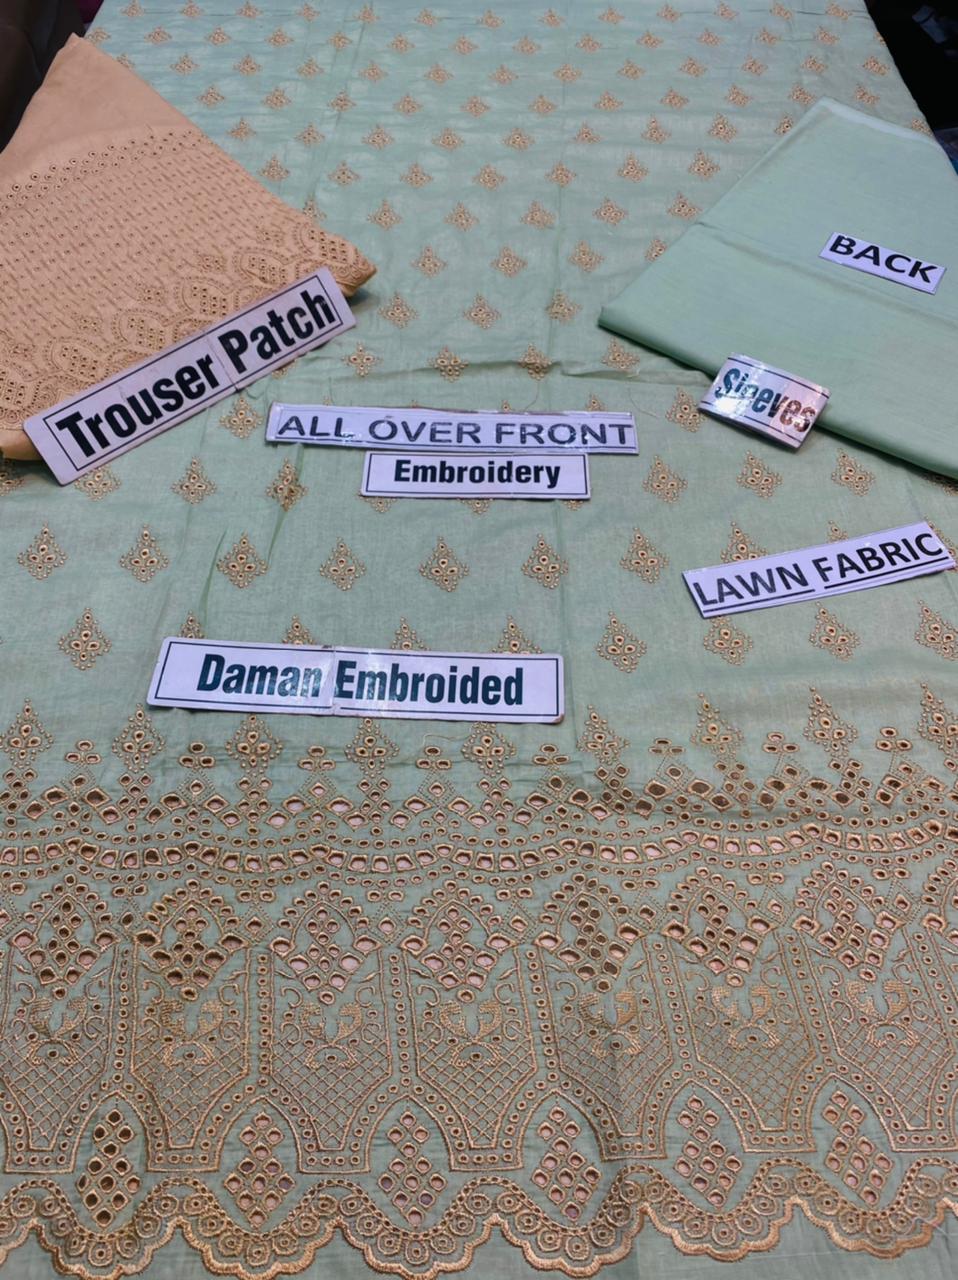 BACK
Trouser Patch
Sleeves
ALL OVER FRONT
Embroidery
LAWN FABRIC
Daman Embroided